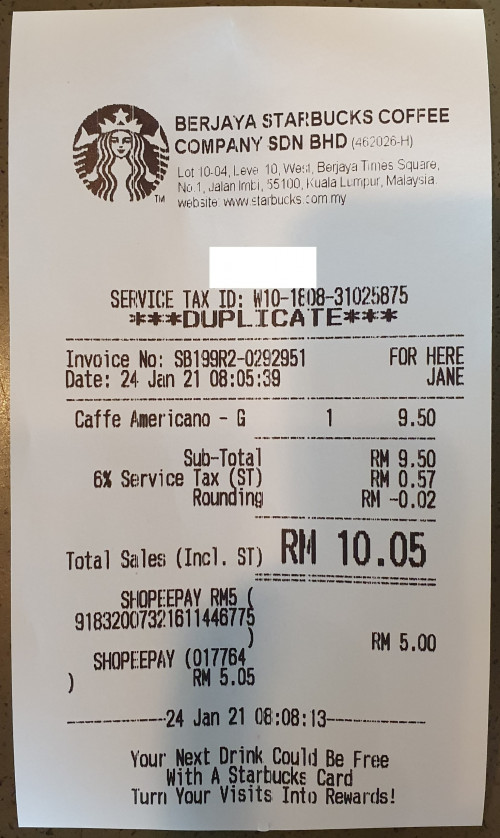 BERJAYA STARBUCKS COFFEE
COMPANY SDN BHD (462026-H)
Lot 10-04, Level 10, West, Berjaya Times Square,
No.1, Jalan Imbi, 55100, Kuala Lumpur, Malaysia.
website: www.starbucks.com.my
TM
SERVICE TAX ID: W10-1808-31025875
***DUPLICATE***
Invoice No: SB199R2-0292951 FOR HERE
Date: 24 Jan 21 08:05:39 JANE
Caffe Americano - G 1 9.50
Sub-Total RM 9.50
6% Service Tax (ST) RM 0.57
Rounding RM -0.02
Total Sales (Incl. ST) RM 10.05
SHOPEEPAY RM5 (
91832007321611446775
) RM 5.00
SHOPEEPAY (017764
) RM 5.05
24 Jan 21 08:08:13
Your Next Drink Could Be Free
With A Starbucks Card
Turn Your Visits Into Rewards!